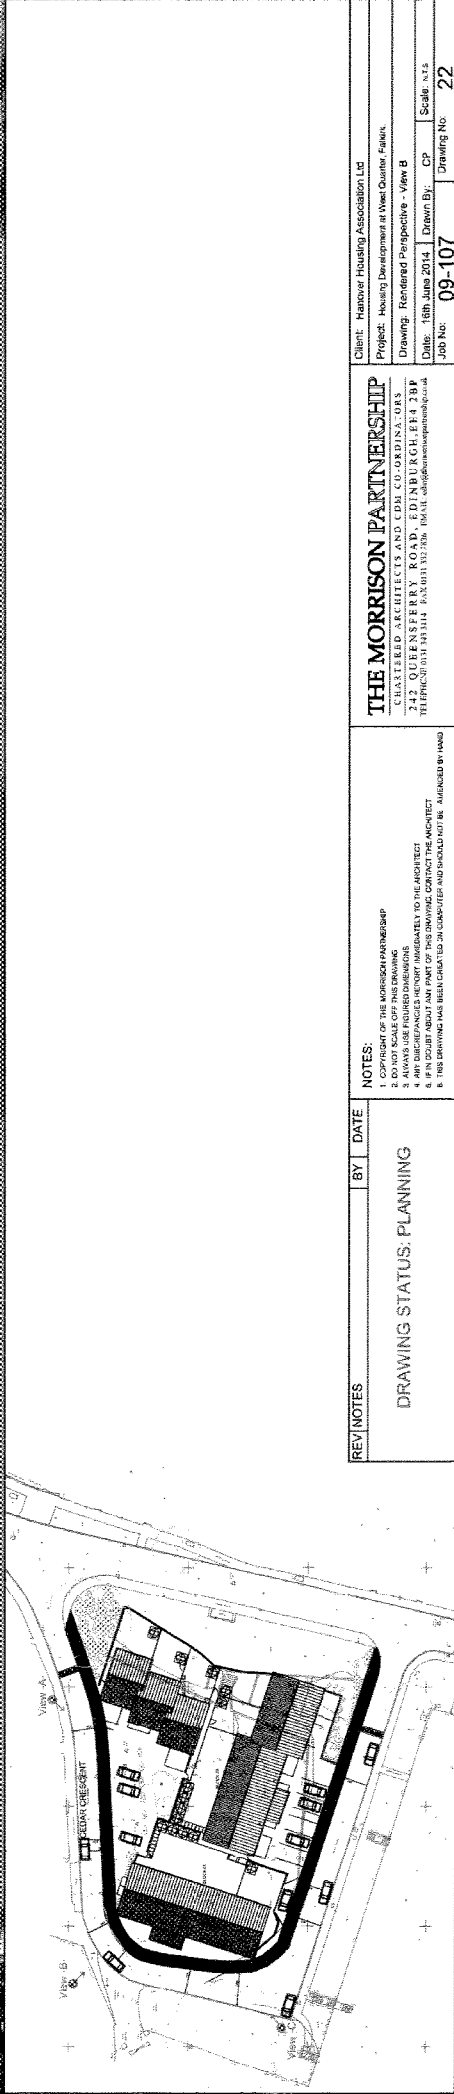 Client: Hanover Housing Association Ltd
Project: Housing Development at West Quarter, Falkirk.
Drawing: Rendered Perspective - View B
Date: 16th June 2014 Drawn By: CP Scale: N.T.S
Job No: 09-107 Drawing No: 22
THE MORRISON PARTNERSHIP
CHARTERED ARCHITECTS AND CDM CO-ORDINATORS
242 QUEENSFERRY ROAD, EDINBURGH, EH4 2BP
NOTES:
1. COPYRIGHT OF THE MORRISON PARTNERSHIP
2. DO NOT SCALE OFF THIS DRAWING
3. ALWAYS USE FIGURED DIMENSIONS
4. ANY DISCREPANCIES REPORT IMMEDIATELY TO THE ARCHITECT
5. IF IN DOUBT ABOUT ANY PART OF THIS DRAWING, CONTACT THE ARCHITECT
6. THIS DRAWING HAS BEEN CREATED ON COMPUTER AND SHOULD NOT BE AMENDED BY HAND
REV NOTES BY DATE
DRAWING STATUS: PLANNING
View -A-
CEDAR CRESCENT
View -B-
View -C-